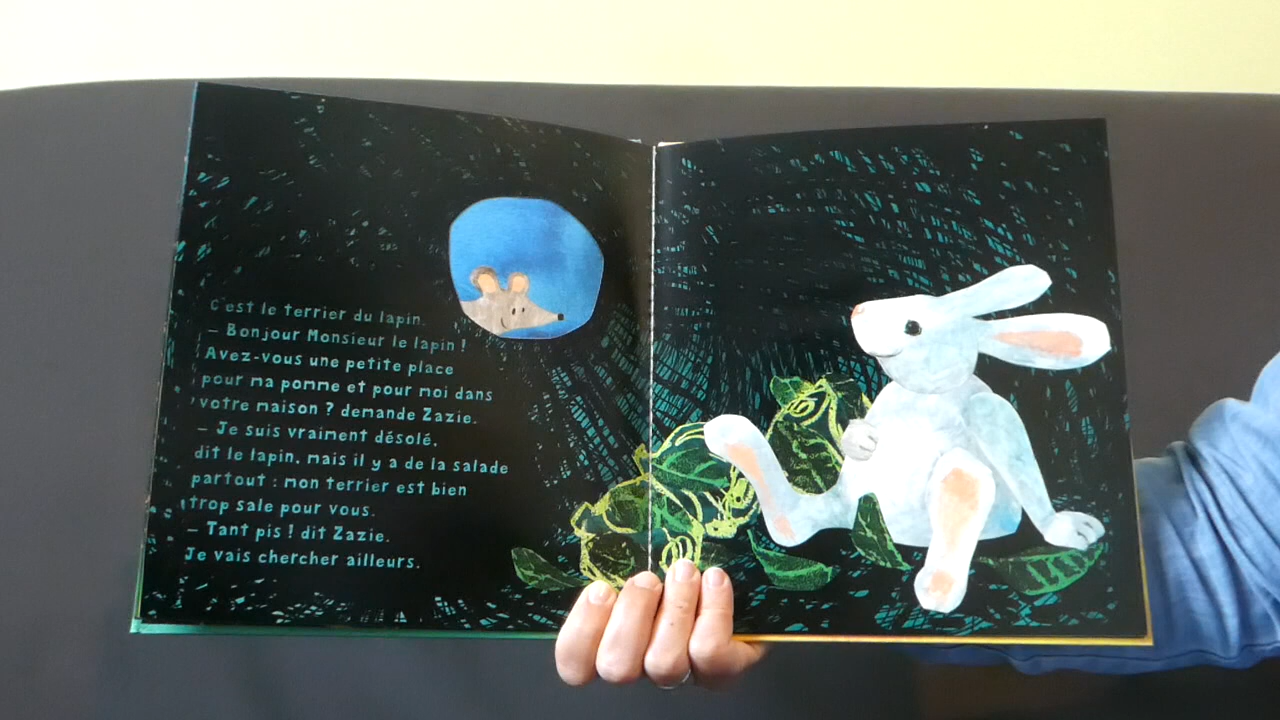 C'est le terrier du lapin.
– Bonjour Monsieur le lapin !
Avez-vous une petite place
pour ma pomme et pour moi dans
votre maison ? demande Zazie.
– Je suis vraiment désolé,
dit le lapin, mais il y a de la salade
partout : mon terrier est bien
trop sale pour vous.
– Tant pis ! dit Zazie.
Je vais chercher ailleurs.